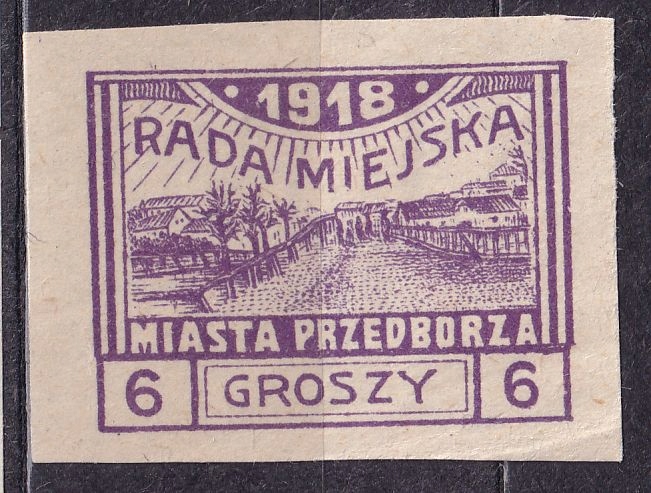 1918
RADA MIEJSKA
MIASTA PRZEDBORZA
6 GROSZY 6